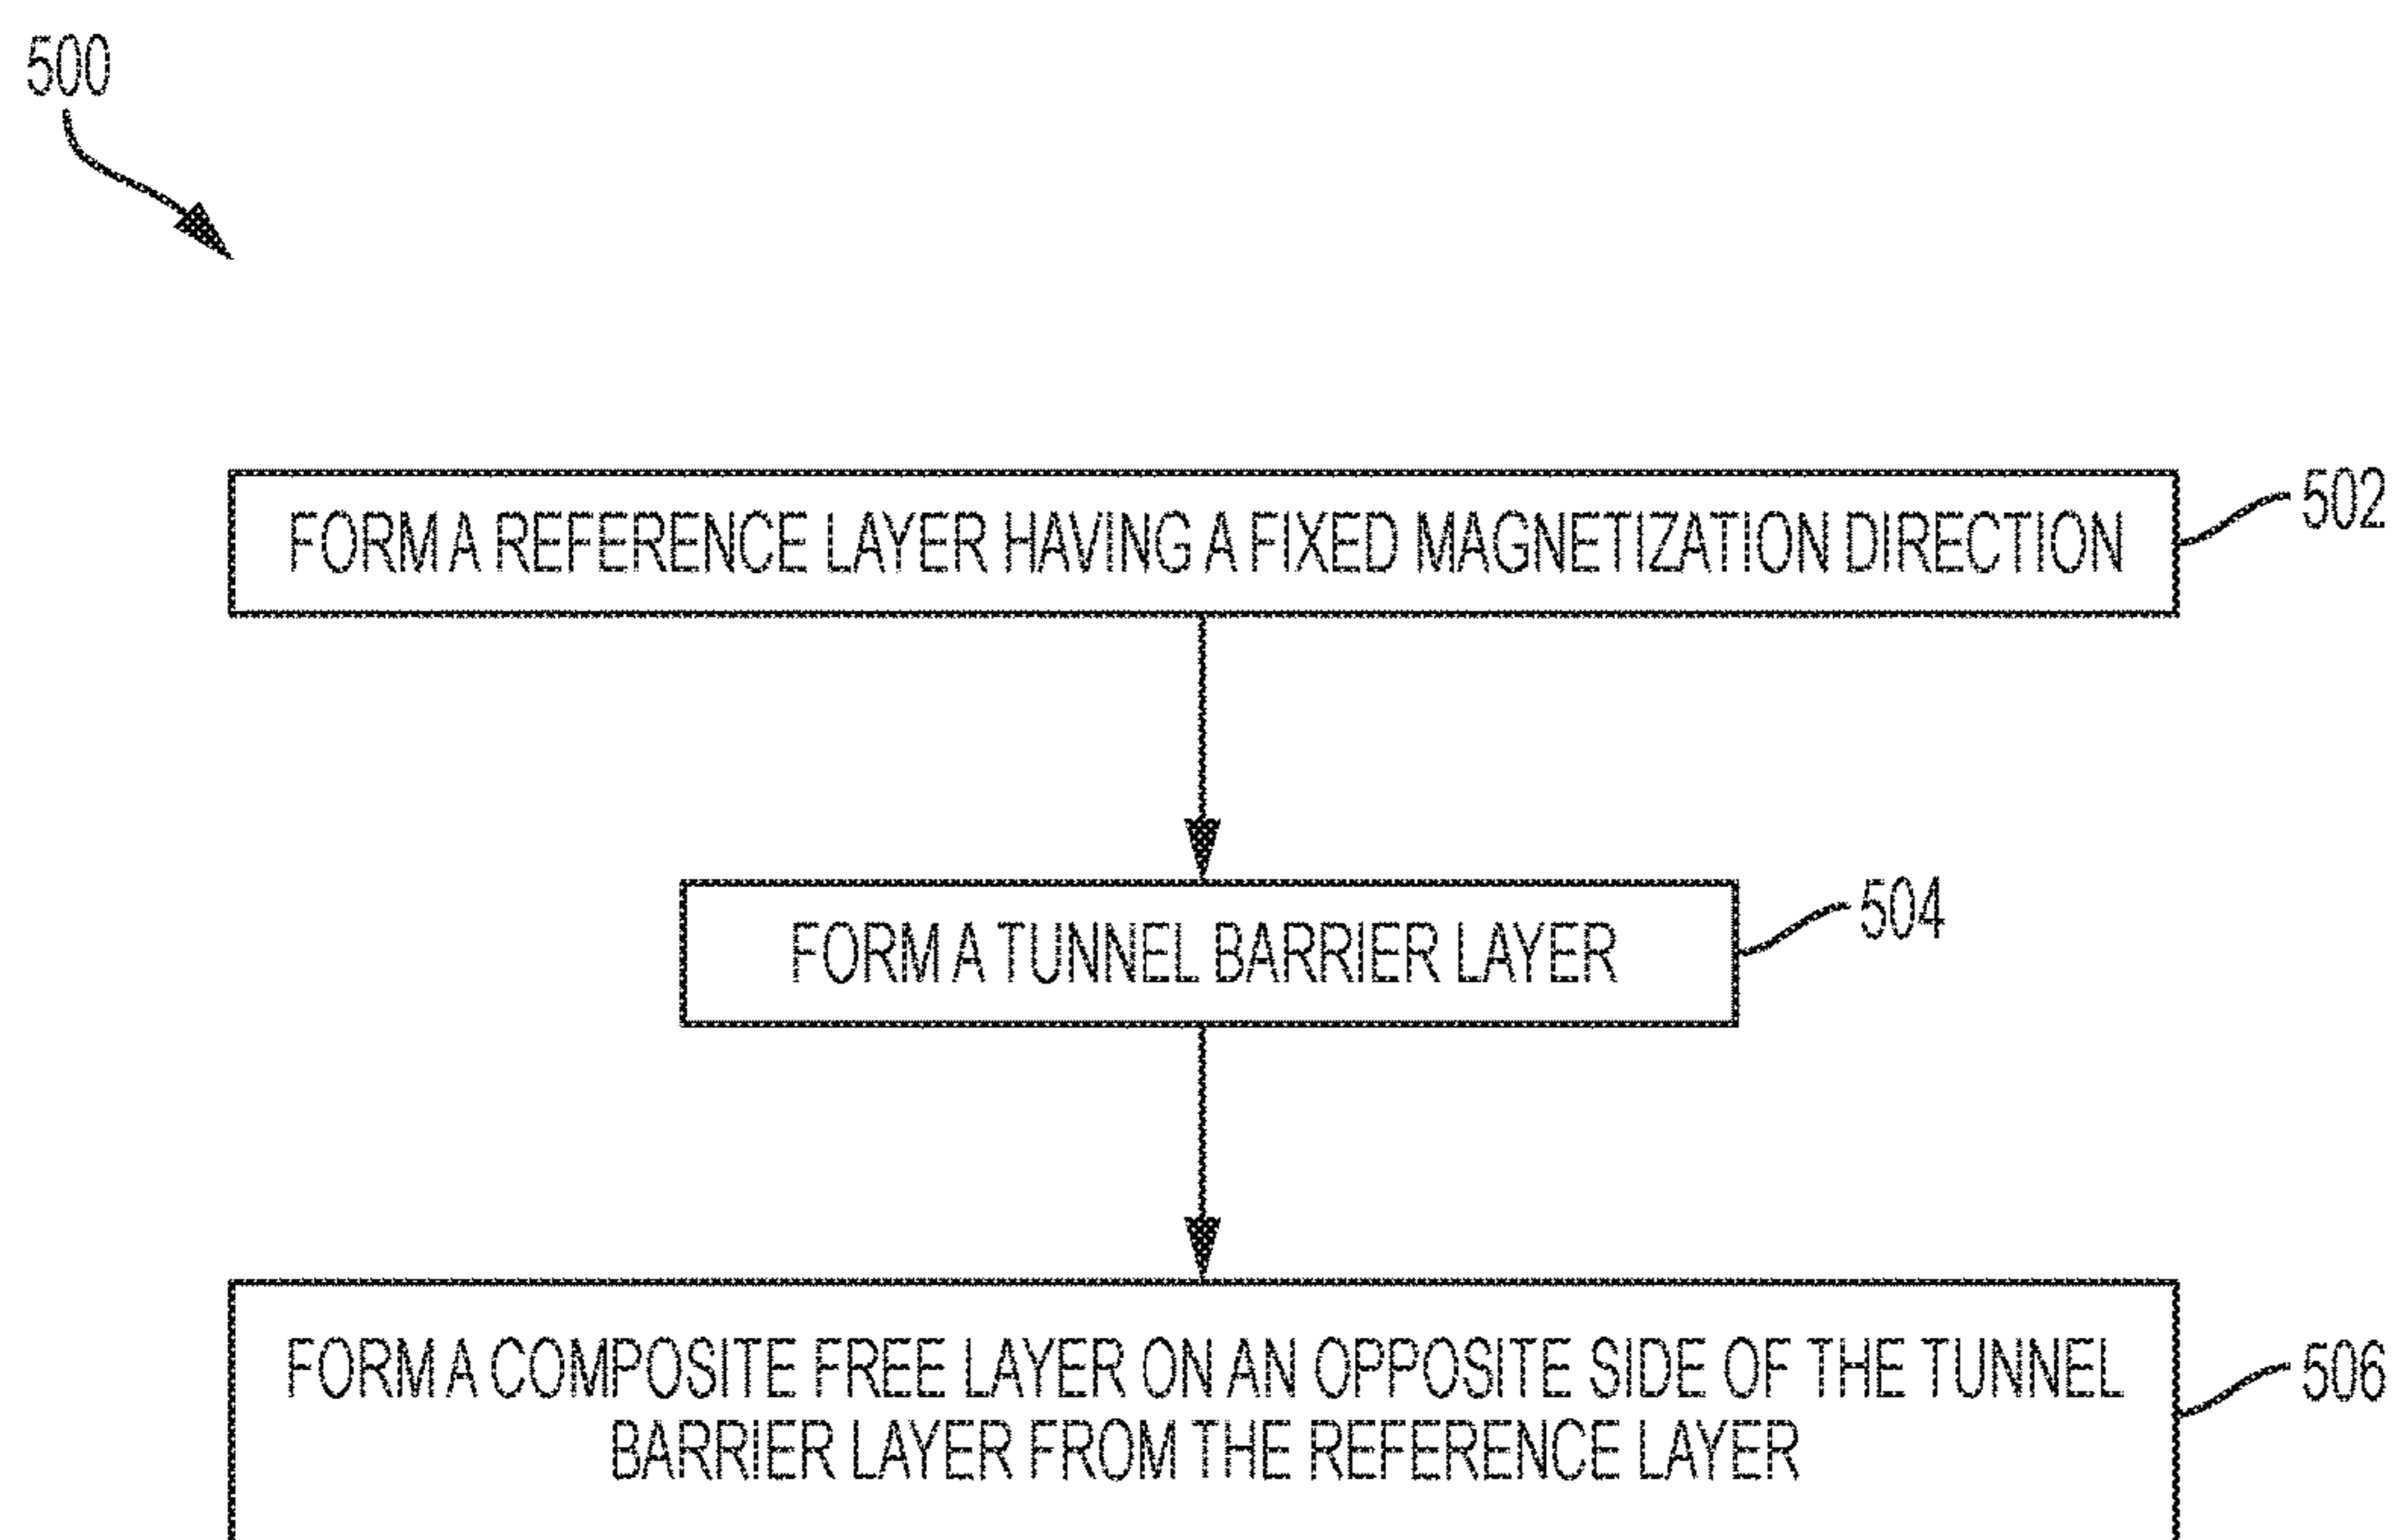 500
FORM A REFERENCE LAYER HAVING A FIXED MAGNETIZATION DIRECTION
502
FORM A TUNNEL BARRIER LAYER
504
FORM A COMPOSITE FREE LAYER ON AN OPPOSITE SIDE OF THE TUNNEL
BARRIER LAYER FROM THE REFERENCE LAYER
506